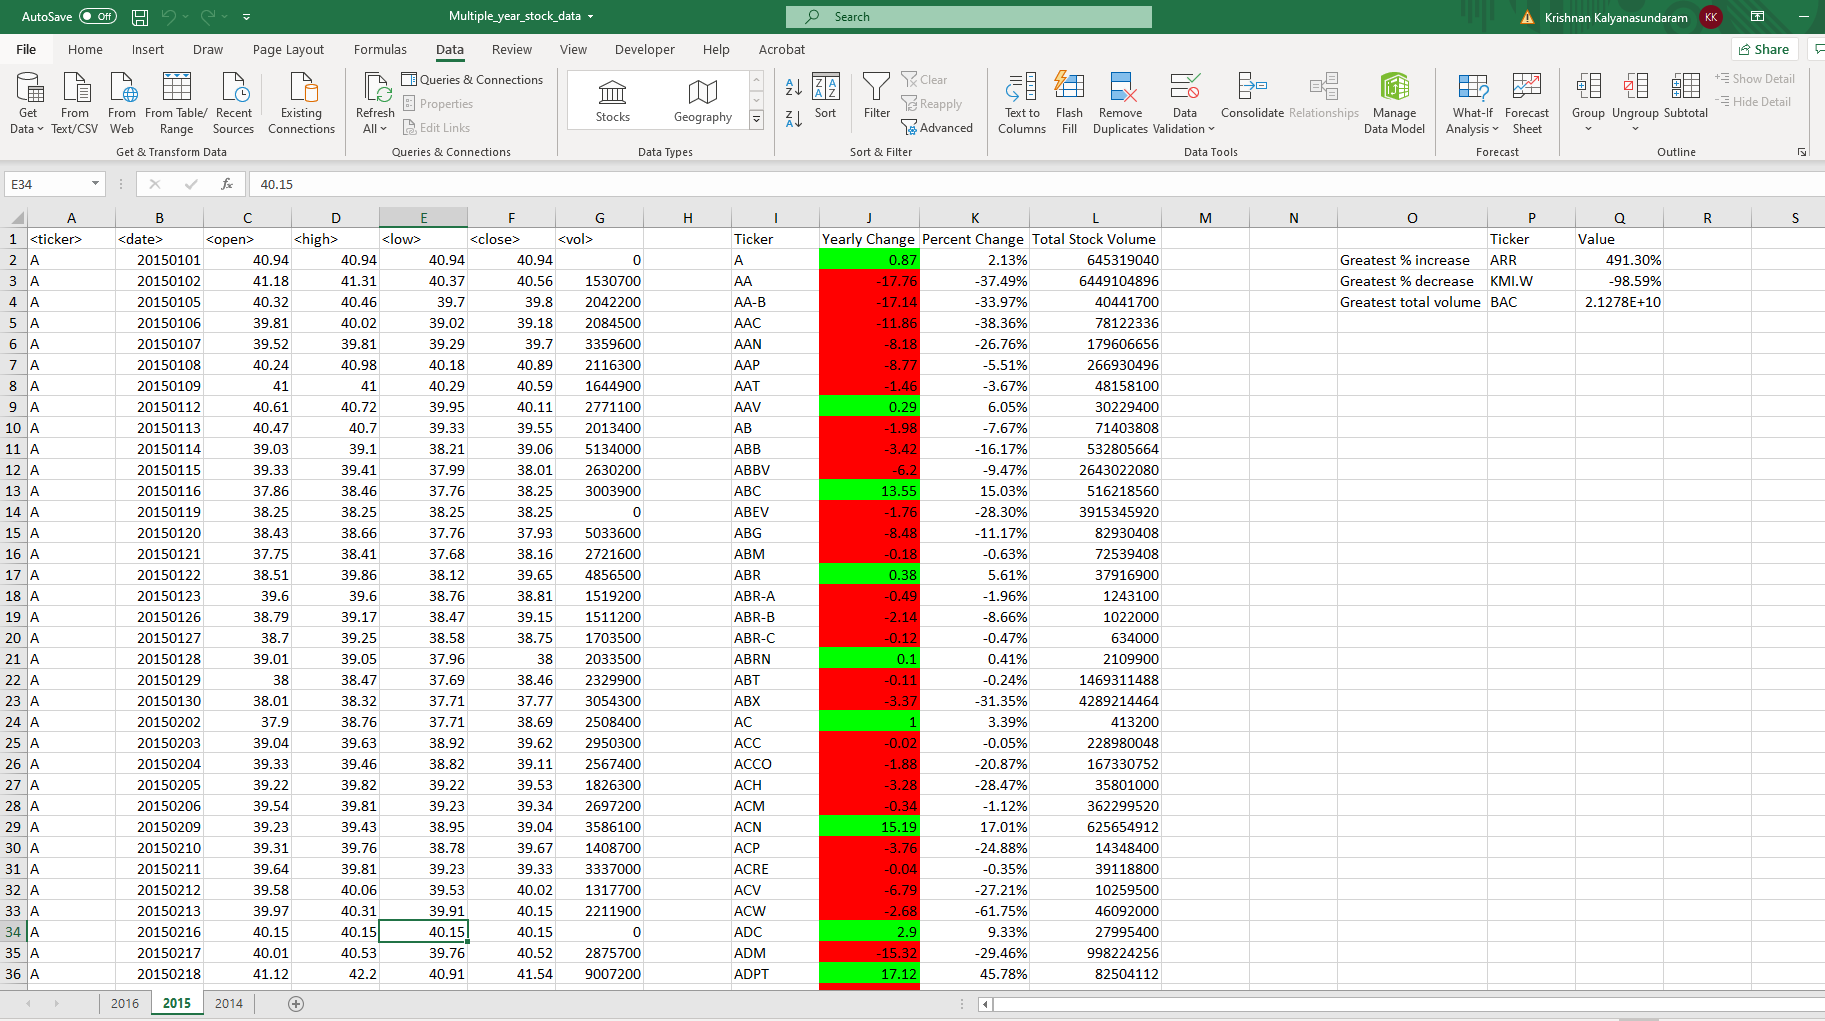 AutoSave Off Multiple_year_stock_data Search Krishnan Kalyanasundaram KK
File Home Insert Draw Page Layout Formulas Data Review View Developer Help Acrobat Share
Get Data From Text/CSV From Web From Table/ Range Recent Sources Existing Connections
Get & Transform Data
Refresh All Queries & Connections
Properties
Edit Links
Queries & Connections
Stocks Geography
Data Types
Sort Filter Clear
Reapply
Advanced
Sort & Filter
Text to Columns Flash Fill Remove Duplicates Data Validation Consolidate Relationships Manage Data Model
Data Tools
What-If Analysis Forecast Sheet
Forecast
Group Ungroup Subtotal Show Detail
Hide Detail
Outline
E34 fx 40.15
A B C D E F G H I J K L M N O P Q R S
1 <ticker> <date> <open> <high> <low> <close> <vol> Ticker Yearly Change Percent Change Total Stock Volume Ticker Value
2 A 20150101 40.94 40.94 40.94 40.94 0 A 0.87 2.13% 645319040 Greatest % increase ARR 491.30%
3 A 20150102 41.18 41.31 40.37 40.56 1530700 AA -17.76 -37.49% 6449104896 Greatest % decrease KMI.W -98.59%
4 A 20150105 40.32 40.46 39.7 39.8 2042200 AA-B -17.14 -33.97% 40441700 Greatest total volume BAC 2.1278E+10
5 A 20150106 39.81 40.02 39.02 39.18 2084500 AAC -11.86 -38.36% 78122336
6 A 20150107 39.52 39.81 39.29 39.7 3359600 AAN -8.18 -26.76% 179606656
7 A 20150108 40.24 40.98 40.18 40.89 2116300 AAP -8.77 -5.51% 266930496
8 A 20150109 41 41 40.29 40.59 1644900 AAT -1.46 -3.67% 48158100
9 A 20150112 40.61 40.72 39.95 40.11 2771100 AAV 0.29 6.05% 30229400
10 A 20150113 40.47 40.7 39.33 39.55 2013400 AB -1.98 -7.67% 71403808
11 A 20150114 39.03 39.1 38.21 39.06 5134000 ABB -3.42 -16.17% 532805664
12 A 20150115 39.33 39.41 37.99 38.01 2630200 ABBV -6.2 -9.47% 2643022080
13 A 20150116 37.86 38.46 37.76 38.25 3003900 ABC 13.55 15.03% 516218560
14 A 20150119 38.25 38.25 38.25 38.25 0 ABEV -1.76 -28.30% 3915345920
15 A 20150120 38.43 38.66 37.76 37.93 5033600 ABG -8.48 -11.17% 82930408
16 A 20150121 37.75 38.41 37.68 38.16 2721600 ABM -0.18 -0.63% 72539408
17 A 20150122 38.51 39.86 38.12 39.65 4856500 ABR 0.38 5.61% 37916900
18 A 20150123 39.6 39.6 38.76 38.81 1519200 ABR-A -0.49 -1.96% 1243100
19 A 20150126 38.79 39.17 38.47 39.15 1511200 ABR-B -2.14 -8.66% 1022000
20 A 20150127 38.7 39.25 38.58 38.75 1703500 ABR-C -0.12 -0.47% 634000
21 A 20150128 39.01 39.05 37.96 38 2033500 ABRN 0.1 0.41% 2109900
22 A 20150129 38 38.47 37.69 38.46 2329900 ABT -0.11 -0.24% 1469311488
23 A 20150130 38.01 38.32 37.71 37.77 3054300 ABX -3.37 -31.35% 4289214464
24 A 20150202 37.9 38.76 37.71 38.69 2508400 AC 1 3.39% 413200
25 A 20150203 39.04 39.63 38.92 39.62 2950300 ACC -0.02 -0.05% 228980048
26 A 20150204 39.33 39.46 38.82 39.11 2567400 ACCO -1.88 -20.87% 167330752
27 A 20150205 39.22 39.82 39.22 39.53 1826300 ACH -3.28 -28.47% 35801000
28 A 20150206 39.54 39.81 39.23 39.34 2697200 ACM -0.34 -1.12% 362299520
29 A 20150209 39.23 39.43 38.95 39.04 3586100 ACN 15.19 17.01% 625654912
30 A 20150210 39.31 39.76 38.78 39.67 1408700 ACP -3.76 -24.88% 14348400
31 A 20150211 39.64 39.81 39.23 39.33 3337000 ACRE -0.04 -0.35% 39118800
32 A 20150212 39.58 40.06 39.53 40.02 1317700 ACV -6.79 -27.21% 10259500
33 A 20150213 39.97 40.31 39.91 40.15 2211900 ACW -2.68 -61.75% 46092000
34 A 20150216 40.15 40.15 40.15 40.15 0 ADC 2.9 9.33% 27995400
35 A 20150217 40.01 40.53 39.76 40.52 2875700 ADM -15.32 -29.46% 998224256
36 A 20150218 41.12 42.2 40.91 41.54 9007200 ADPT 17.12 45.78% 82504112
2016 2015 2014